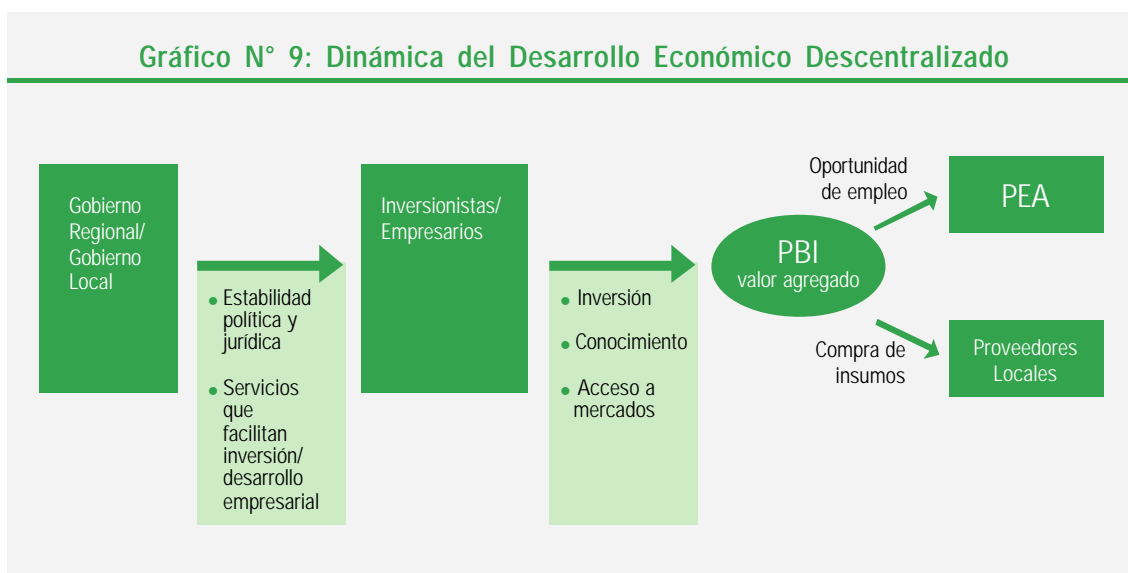 Gráfico N° 9: Dinámica del Desarrollo Económico Descentralizado
Gobierno
Regional/
Gobierno
Local
● Estabilidad
política y
jurídica
● Servicios
que
facilitan
inversión/
desarrollo
empresarial
Inversionistas/
Empresarios
● Inversión
● Conocimiento
● Acceso a
mercados
PBI
valor agregado
Oportunidad
de empleo
PEA
Compra de
insumos
Proveedores
Locales